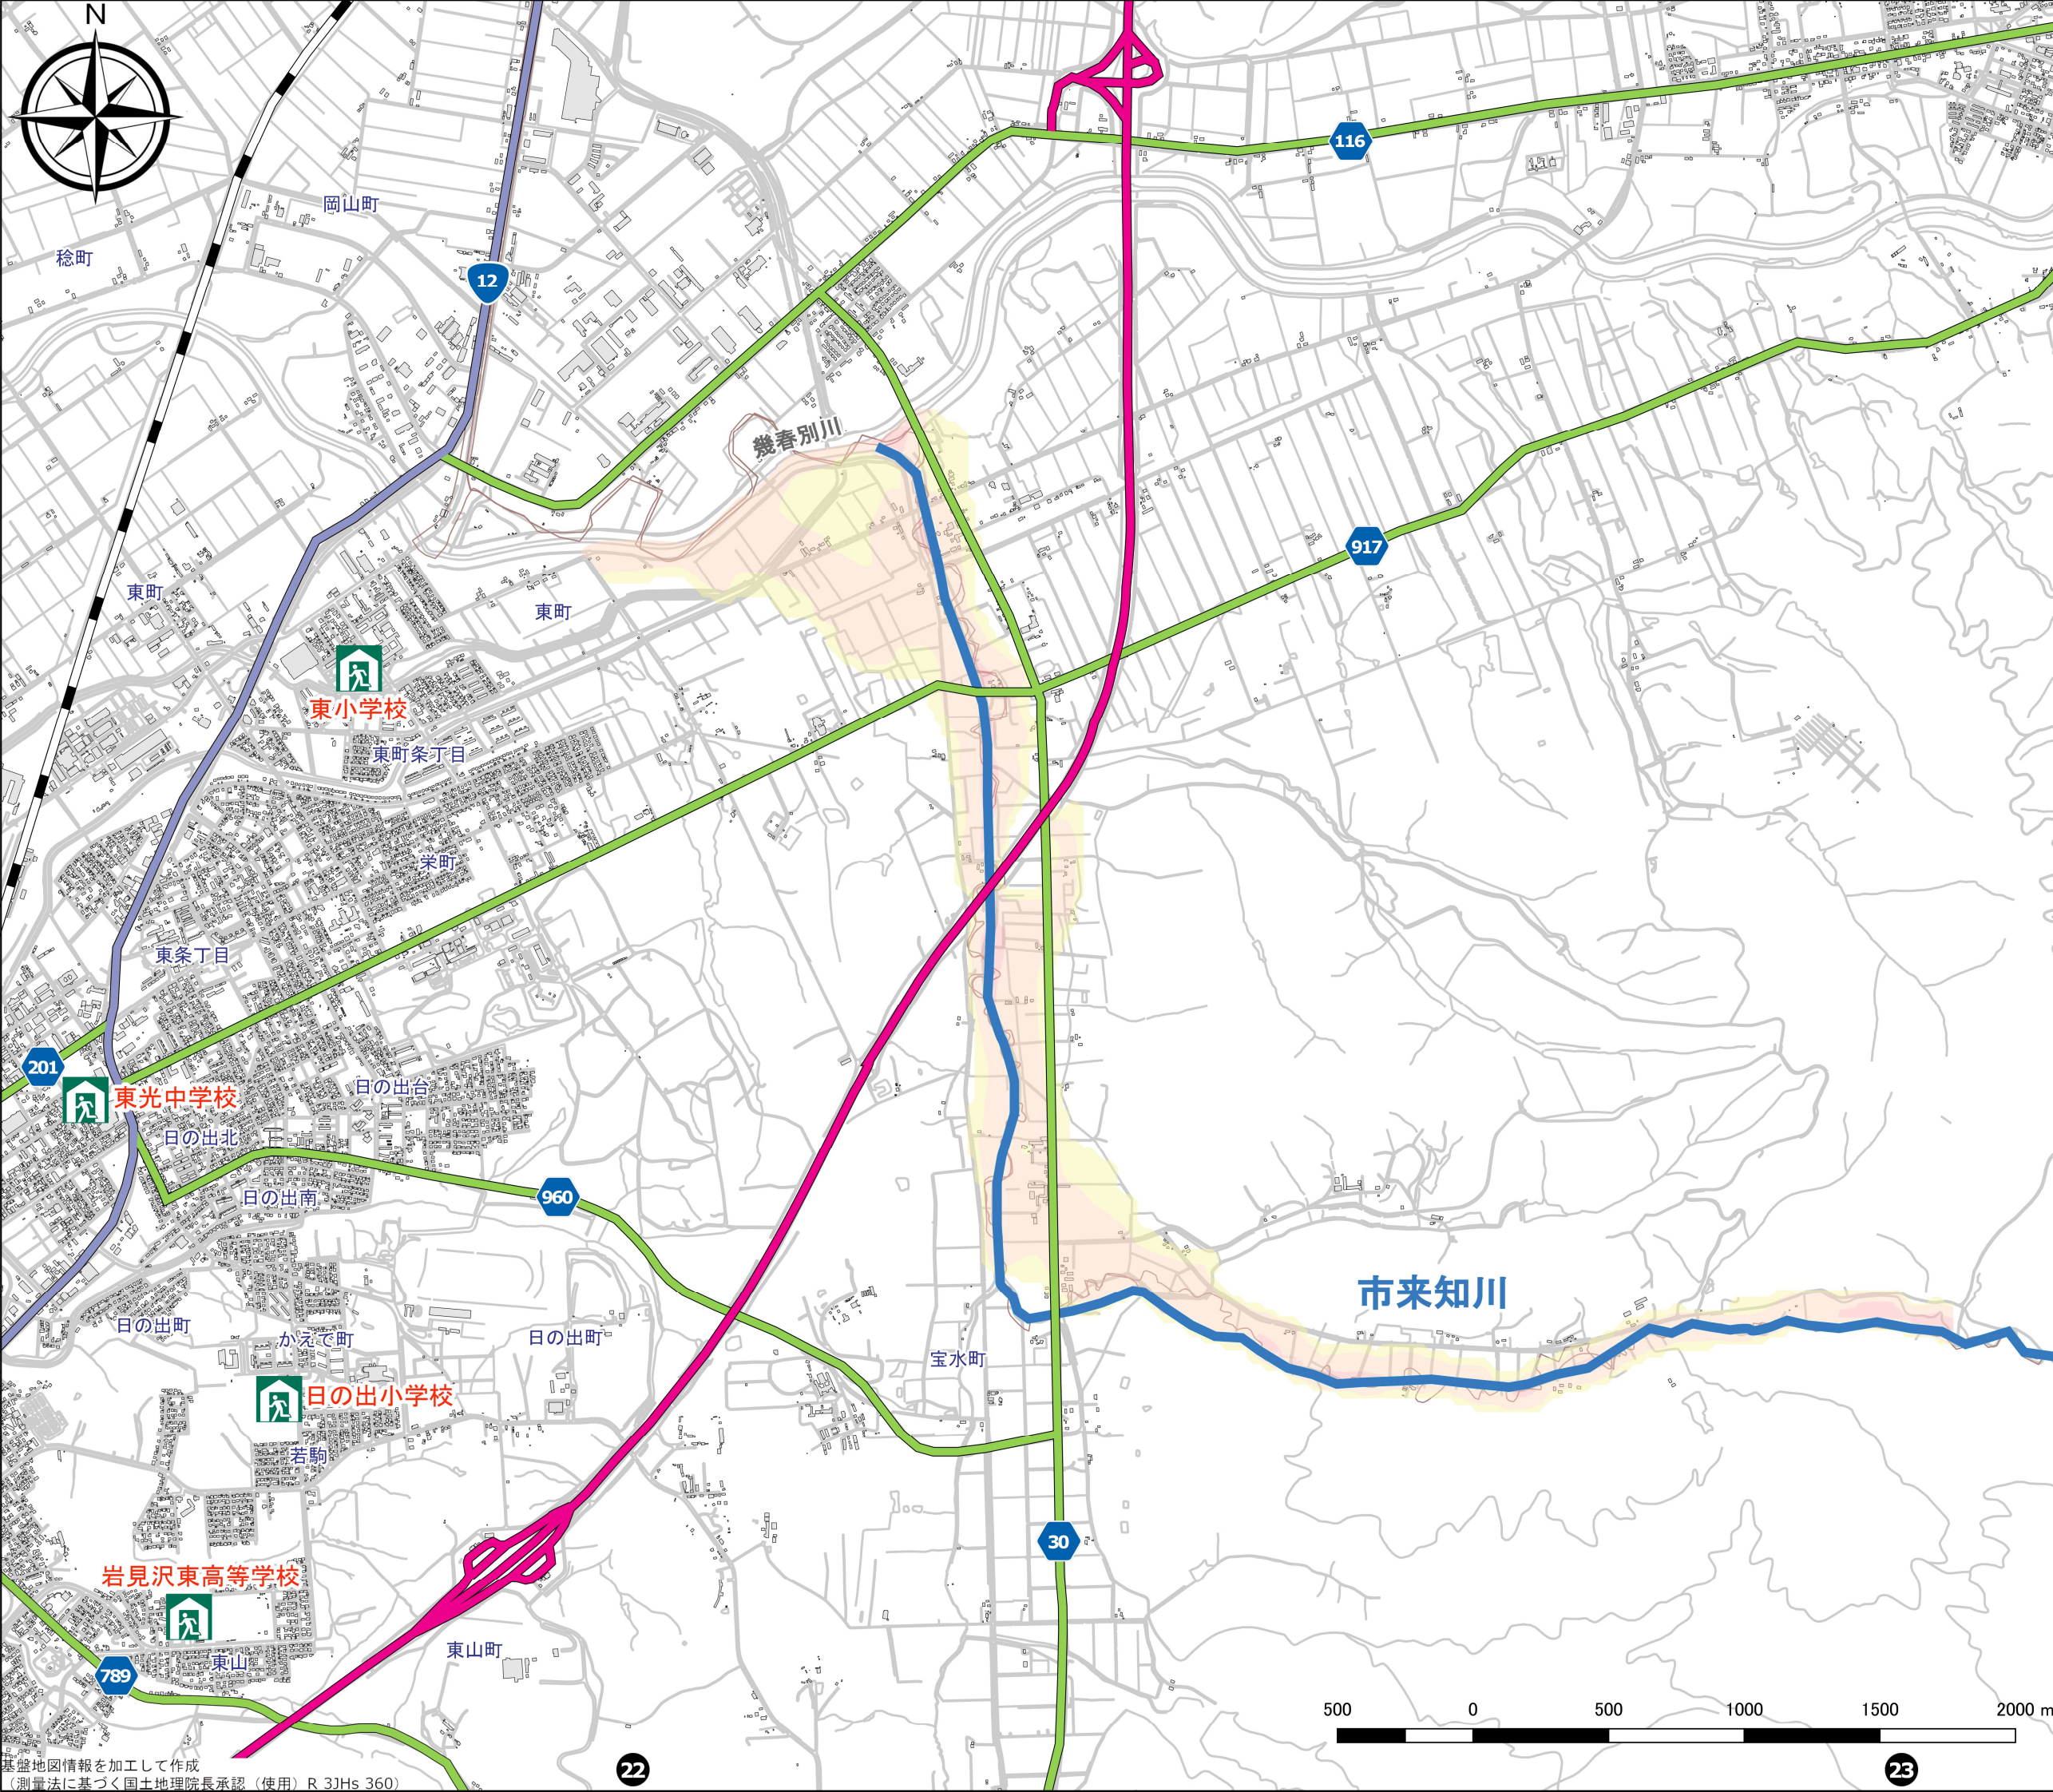 N
116
岡山町
稔町
12
幾春別川
917
東町
東町
東小学校
東町条丁目
栄町
東条丁目
201
東光中学校
日の出台
日の出北
960
日の出南
市来知川
日の出町
かえで町
日の出町
宝水町
日の出小学校
若駒
30
岩見沢東高等学校
東山町
東山
789
500 0 500 1000 1500 2000 m
基盤地図情報を加工して作成
（測量法に基づく国土地理院長承認（使用）R 3JHs 360）
22
23